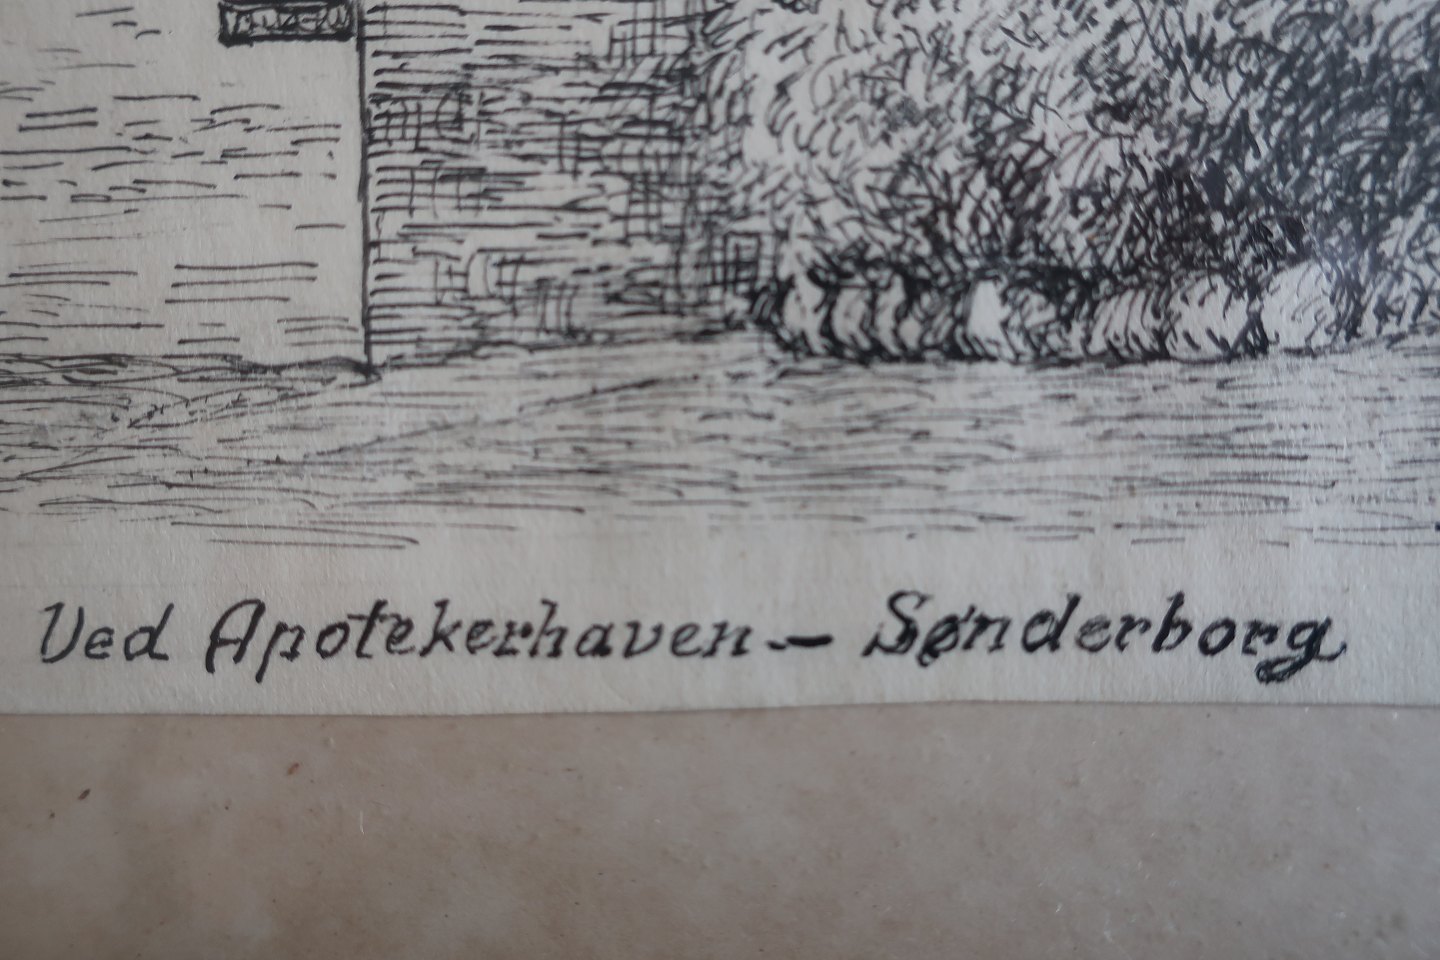 Ved Apotekerhaven – Sønderborg